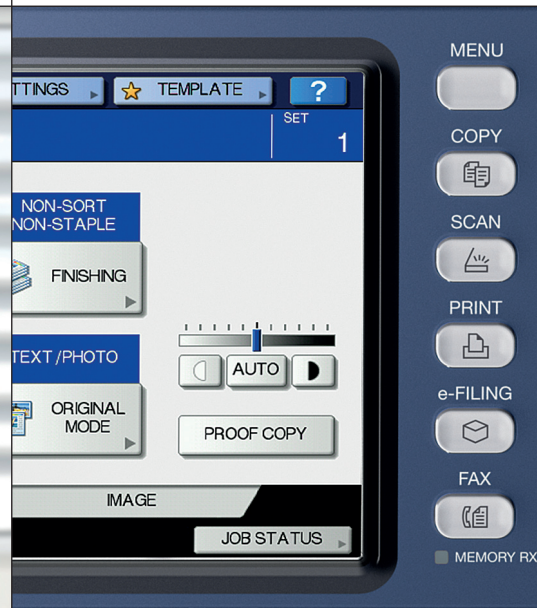 TTINGS
TEMPLATE
?
SET
1
NON-SORT
NON-STAPLE
FINISHING
TEXT/PHOTO
AUTO
ORIGINAL
MODE
PROOF COPY
IMAGE
JOB STATUS
MENU
COPY
SCAN
PRINT
e-FILING
FAX
MEMORY RX